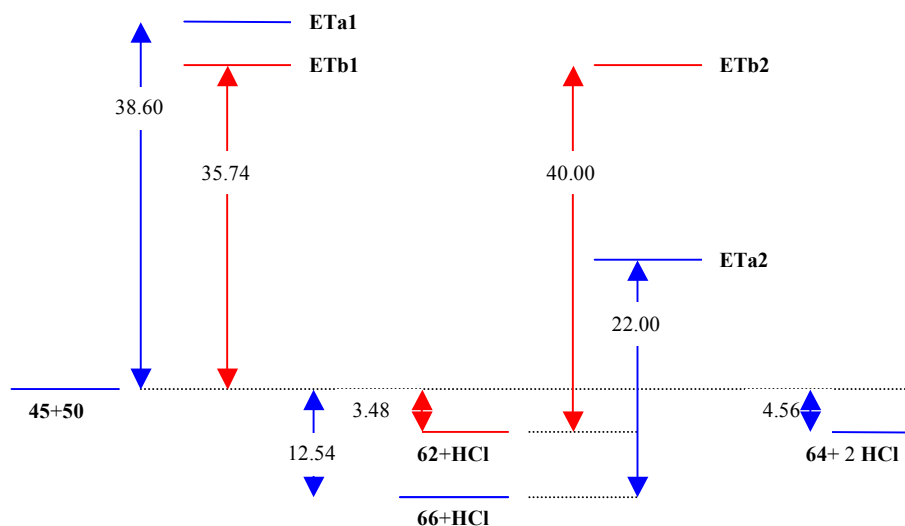 ETa1
ETb1
ETb2
38.60
35.74
40.00
ETa2
22.00
45+50
3.48
4.56
12.54
62+HCl
64+ 2 HCl
66+HCl